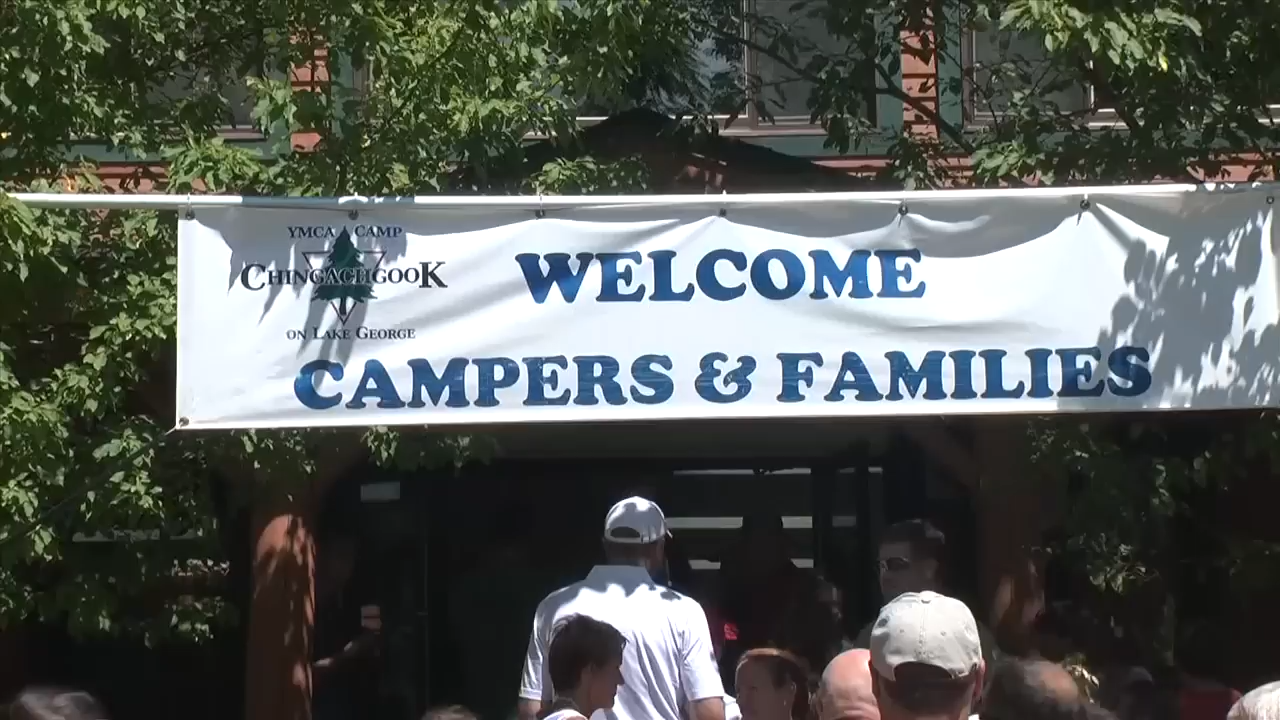 YMCA CAMP
CHINGACHGOOK
ON LAKE GEORGE
WELCOME
CAMPERS & FAMILIES